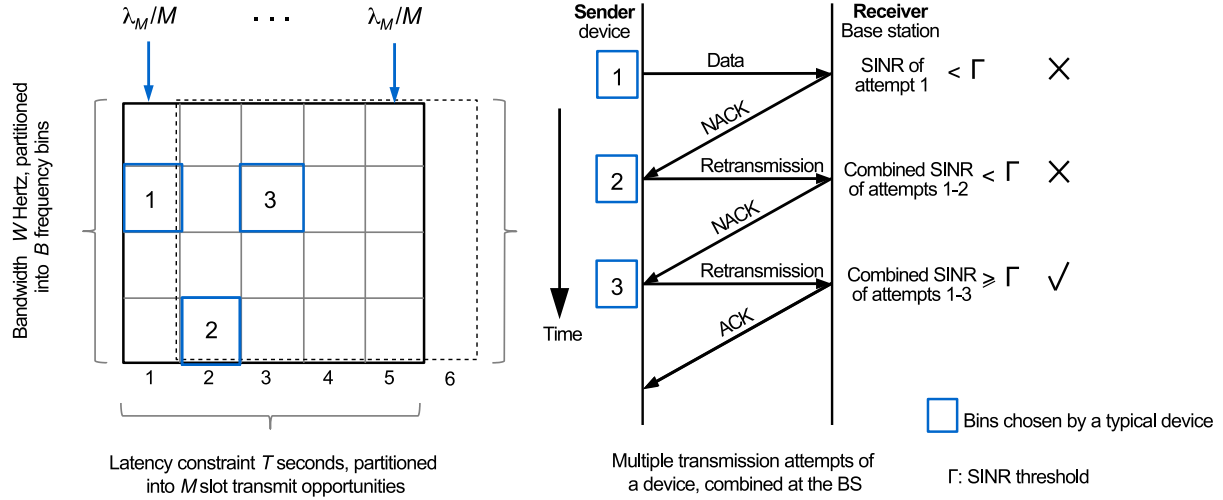 λ_M/M
. . .
λ_M/M
Bandwidth W Hertz, partitioned
into B frequency bins
1
3
2
1 2 3 4 5 6
Latency constraint T seconds, partitioned
into M slot transmit opportunities
Sender
device
Receiver
Base station
1
Data
SINR of
attempt 1
< Γ
NACK
2
Retransmission
Combined SINR
of attempts 1-2
< Γ
NACK
3
Retransmission
Combined SINR
of attempts 1-3
⩾ Γ
ACK
Time
Multiple transmission attempts of
a device, combined at the BS
Bins chosen by a typical device
Γ: SINR threshold